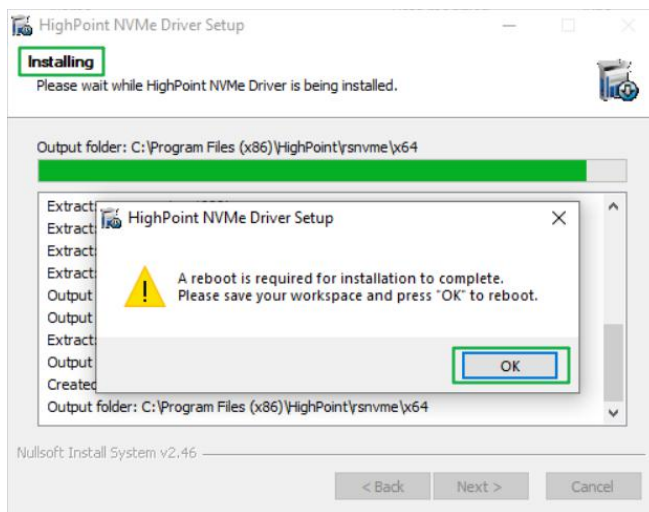 HighPoint NVMe Driver Setup
Installing
Please wait while HighPoint NVMe Driver is being installed.
Output folder: C:\Program Files (x86)\HighPoint\rsnvme\x64
Extract:
Extract:
Extract:
Extract:
Output
Output
Extract:
Output
Created
Output folder: C:\Program Files (x86)\HighPoint\rsnvme\x64
HighPoint NVMe Driver Setup
A reboot is required for installation to complete.
Please save your workspace and press "OK" to reboot.
OK
Nullsoft Install System v2.46
< Back Next > Cancel